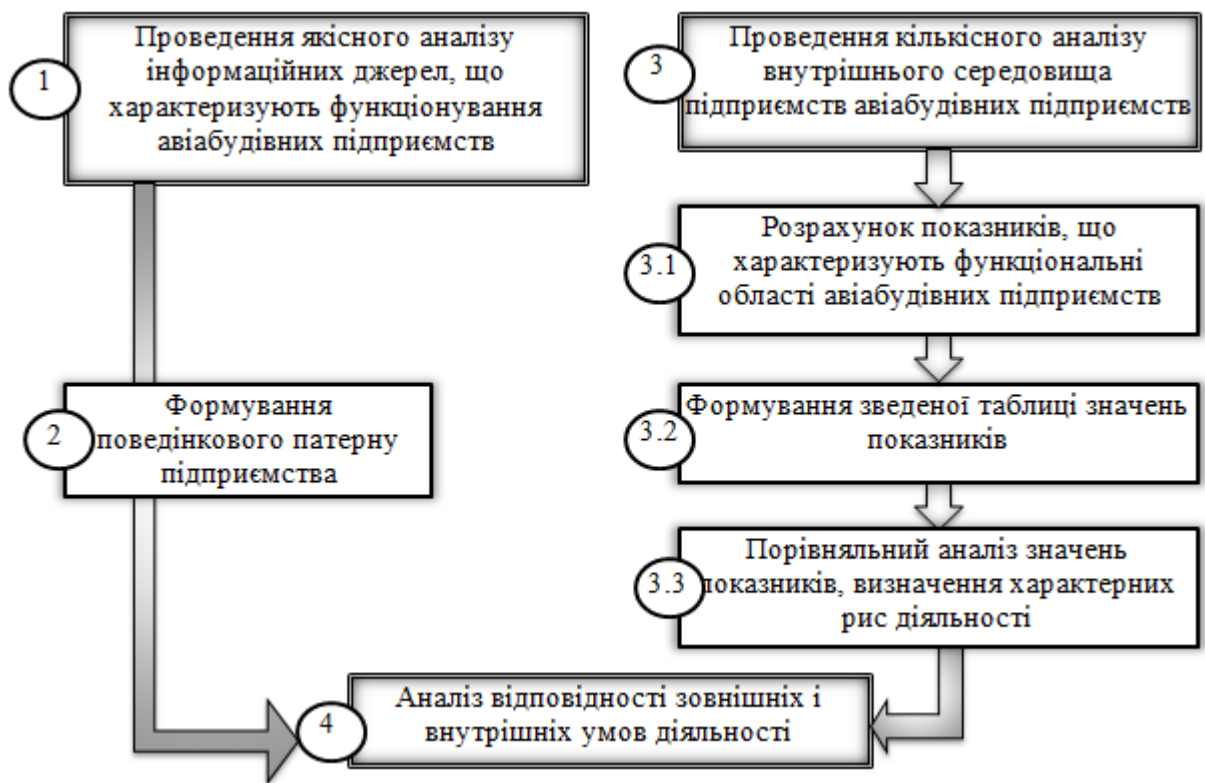 1
Проведення якісного аналізу
інформаційних джерел, що
характеризують функціонування
авіабудівних підприємств
2
Формування
поведінкового патерну
підприємства
3
Проведення кількісного аналізу
внутрішнього середовища
підприємств авіабудівних підприємств
3.1
Розрахунок показників, що
характеризують функціональні
області авіабудівних підприємств
3.2
Формування зведеної таблиці значень
показників
3.3
Порівняльний аналіз значень
показників, визначення характерних
рис діяльності
4
Аналіз відповідності зовнішніх і
внутрішніх умов діяльності